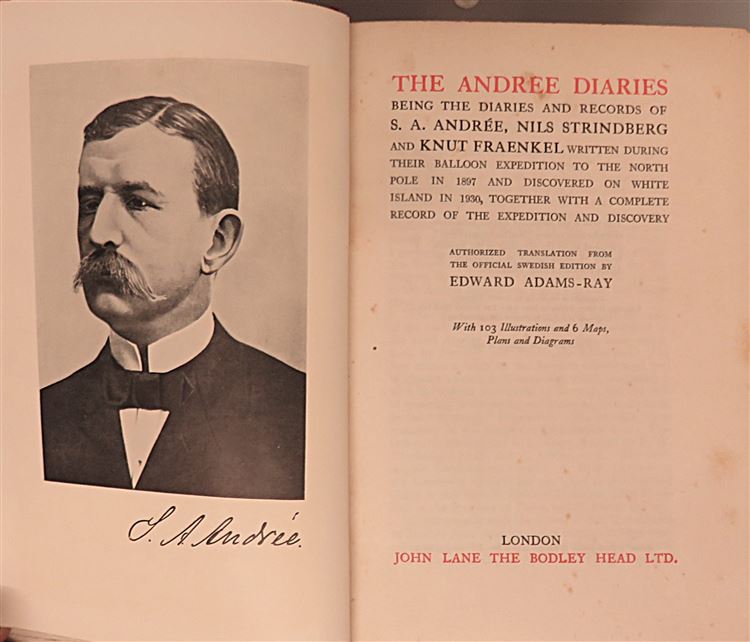 S. A. Andrée.
THE ANDREE DIARIES
BEING THE DIARIES AND RECORDS OF
S. A. ANDRÉE, NILS STRINDBERG
AND KNUT FRAENKEL WRITTEN DURING
THEIR BALLOON EXPEDITION TO THE NORTH
POLE IN 1897 AND DISCOVERED ON WHITE
ISLAND IN 1930, TOGETHER WITH A COMPLETE
RECORD OF THE EXPEDITION AND DISCOVERY
AUTHORIZED TRANSLATION FROM
THE OFFICIAL SWEDISH EDITION BY
EDWARD ADAMS-RAY
With 103 Illustrations and 6 Maps,
Plans and Diagrams
LONDON
JOHN LANE THE BODLEY HEAD LTD.